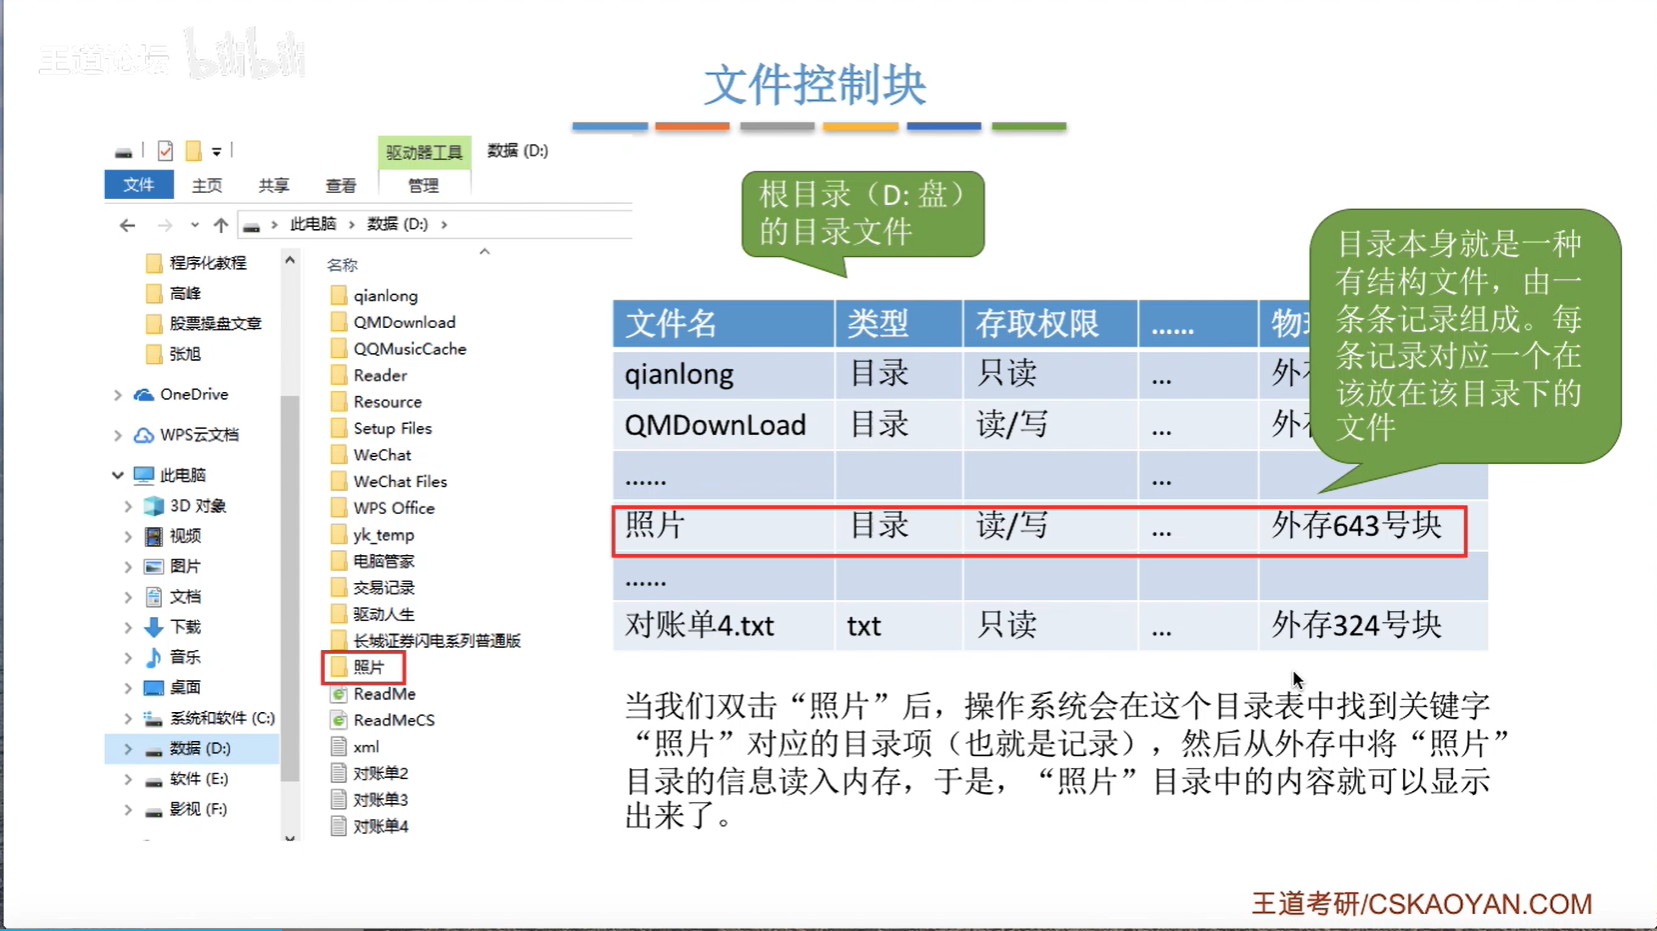 王道论坛 bilibili
文件控制块
驱动器工具 数据 (D:)
文件 主页 共享 查看 管理
此电脑 数据 (D:)
程序化教程
高峰
股票操盘文章
张旭
OneDrive
WPS云文档
此电脑
3D 对象
视频
图片
文档
下载
音乐
桌面
系统和软件 (C:)
数据 (D:)
软件 (E:)
影视 (F:)
名称
qianlong
QMDownload
QQMusicCache
Reader
Resource
Setup Files
WeChat
WeChat Files
WPS Office
yk_temp
电脑管家
交易记录
驱动人生
长城证券闪电系列普通版
照片
ReadMe
ReadMeCS
xml
对账单2
对账单3
对账单4
根目录（D: 盘）
的目录文件
目录本身就是一种
有结构文件，由一
条条记录组成。每
条记录对应一个在
该放在该目录下的
文件
文件名 类型 存取权限 ......
qianlong 目录 只读 ... 外
QMDownLoad 目录 读/写 ... 外
...... ...
照片 目录 读/写 ... 外存643号块
......
对账单4.txt txt 只读 ... 外存324号块
当我们双击“照片”后，操作系统会在这个目录表中找到关键字
“照片”对应的目录项（也就是记录），然后从外存中将“照片”
目录的信息读入内存，于是，“照片”目录中的内容就可以显示
出来了。
王道考研/CSKAOYAN.COM